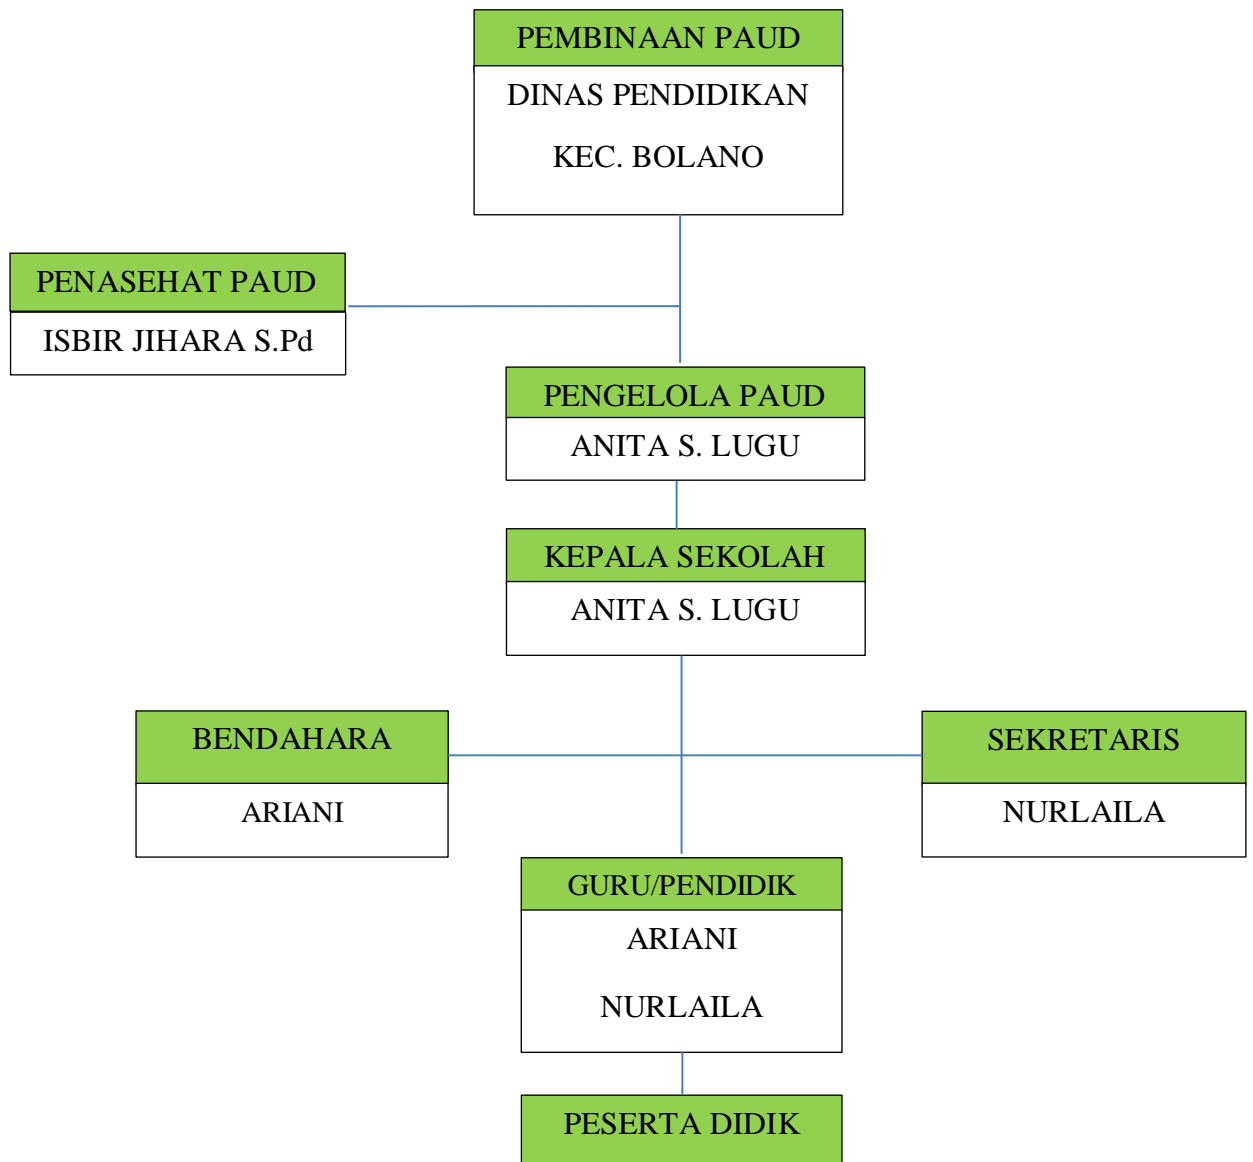 PEMBINAAN PAUD
DINAS PENDIDIKAN
KEC. BOLANO
PENASEHAT PAUD
ISBIR JIHARA S.Pd
PENGELOLA PAUD
ANITA S. LUGU
KEPALA SEKOLAH
ANITA S. LUGU
BENDAHARA
ARIANI
SEKRETARIS
NURLAILA
GURU/PENDIDIK
ARIANI
NURLAILA
PESERTA DIDIK